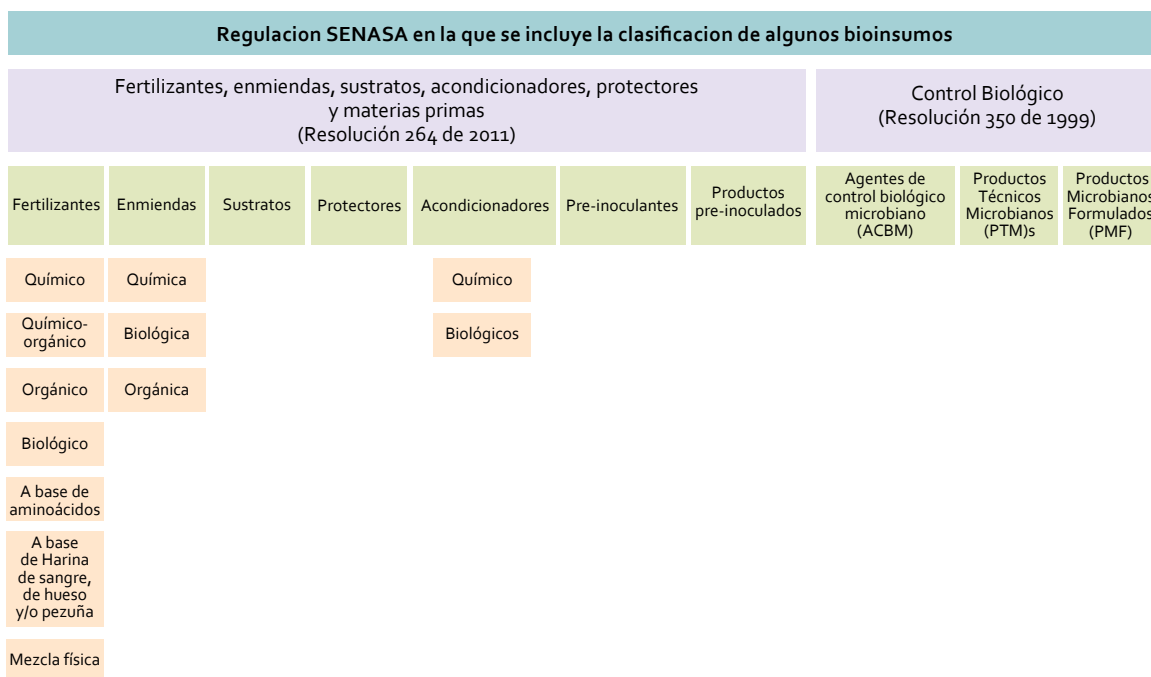 Regulacion SENASA en la que se incluye la clasificacion de algunos bioinsumos
Fertilizantes, enmiendas, sustratos, acondicionadores, protectores
y materias primas
(Resolución 264 de 2011)
Control Biológico
(Resolución 350 de 1999)
Fertilizantes
Enmiendas
Sustratos
Protectores
Acondicionadores
Pre-inoculantes
Productos
pre-inoculados
Agentes de
control biológico
microbiano
(ACBM)
Productos
Técnicos
Microbianos
(PTM)s
Productos
Microbianos
Formulados
(PMF)
Químico
Química
Químico
Químico-
orgánico
Biológica
Biológicos
Orgánico
Orgánica
Biológico
A base de
aminoácidos
A base
de Harina
de sangre,
de hueso
y/o pezuña
Mezcla física